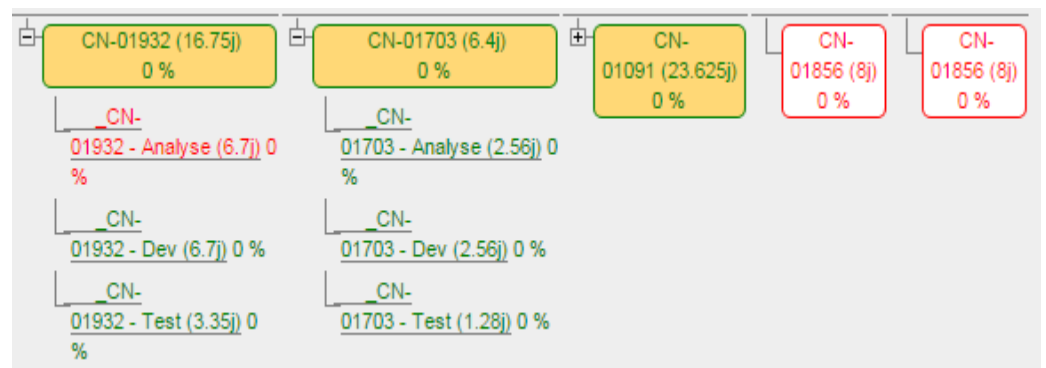 CN-01932 (16.75j)
0 %
_CN-
01932 - Analyse (6.7j) 0
%
_CN-
01932 - Dev (6.7j) 0 %
_CN-
01932 - Test (3.35j) 0
%
CN-01703 (6.4j)
0 %
_CN-
01703 - Analyse (2.56j) 0
%
_CN-
01703 - Dev (2.56j) 0 %
_CN-
01703 - Test (1.28j) 0 %
CN-
01091 (23.625j)
0 %
CN-
01856 (8j)
0 %
CN-
01856 (8j)
0 %